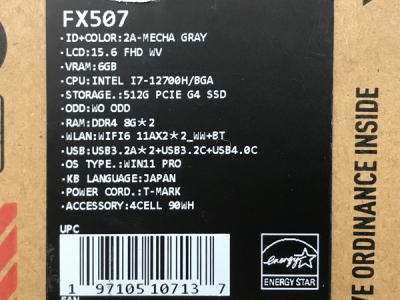 FX507
·ID+COLOR:2A-MECHA GRAY
·LCD:15.6 FHD WV
·VRAM:6GB
·CPU:INTEL I7-12700H/BGA
·STORAGE.:512G PCIE G4 SSD
·ODD:WO ODD
·RAM:DDR4 8G*2
·WLAN:WIFI6 11AX2*2_WW+BT
·USB:USB3.2A*2+USB3.2C+USB4.0C
·OS TYPE.:WIN11 PRO
·KB LANGUAGE:JAPAN
·POWER CORD.:T-MARK
·ACCESSORY:4CELL 90WH
UPC
1 97105 10713 7
energy
ENERGY STAR
EAN
VE ORDINANCE INSIDE